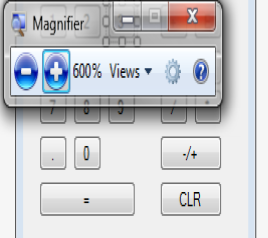 Magnifier
600% Views
7 8 9 / *
. 0 -/+
= CLR